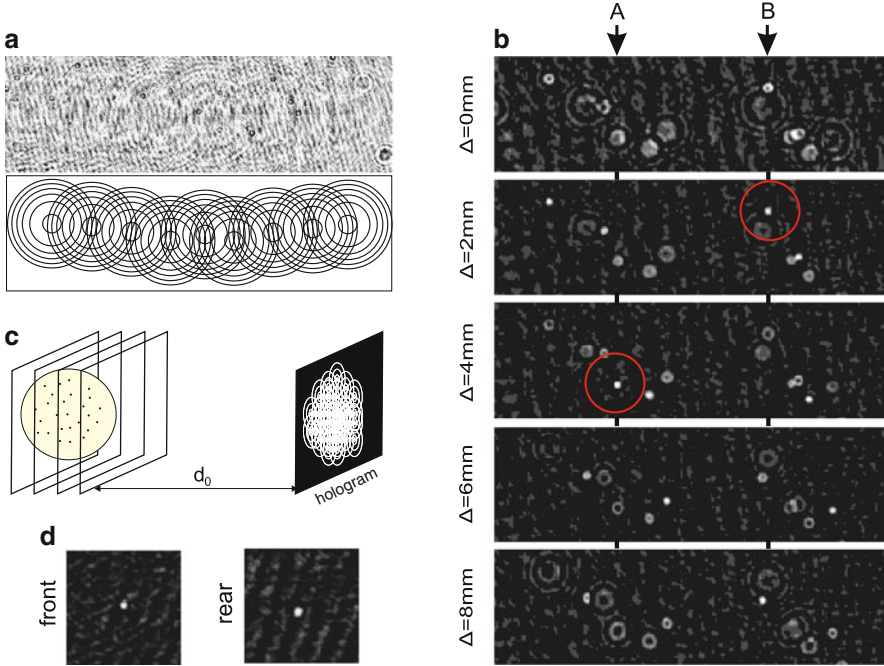 a
b
A
B
Δ=0mm
Δ=2mm
Δ=4mm
Δ=6mm
Δ=8mm
c
d₀
hologram
d
front
rear